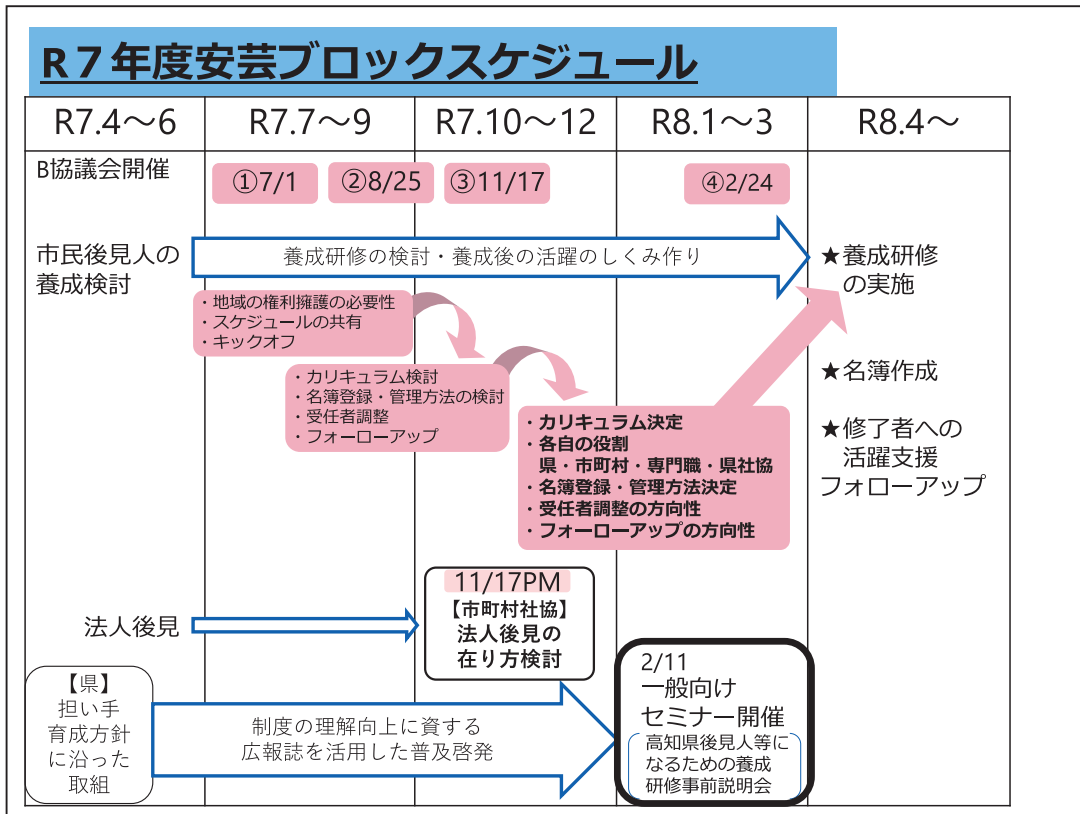 R７年度安芸ブロックスケジュール
R7.4～6
R7.7～9
R7.10～12
R8.1～3
R8.4～
B協議会開催
①7/1
②8/25
③11/17
④2/24
市民後見人の
養成検討
養成研修の検討・養成後の活躍のしくみ作り
・地域の権利擁護の必要性
・スケジュールの共有
・キックオフ
・カリキュラム検討
・名簿登録・管理方法の検討
・受任者調整
・フォーローアップ
・カリキュラム決定
・各自の役割
県・市町村・専門職・県社協
・名簿登録・管理方法決定
・受任者調整の方向性
・フォーローアップの方向性
★養成研修
の実施
★名簿作成
★修了者への
活躍支援
フォローアップ
法人後見
11/17PM
【市町村社協】
法人後見の
在り方検討
【県】
担い手
育成方針
に沿った
取組
制度の理解向上に資する
広報誌を活用した普及啓発
2/11
一般向け
セミナー開催
高知県後見人等に
なるための養成
研修事前説明会